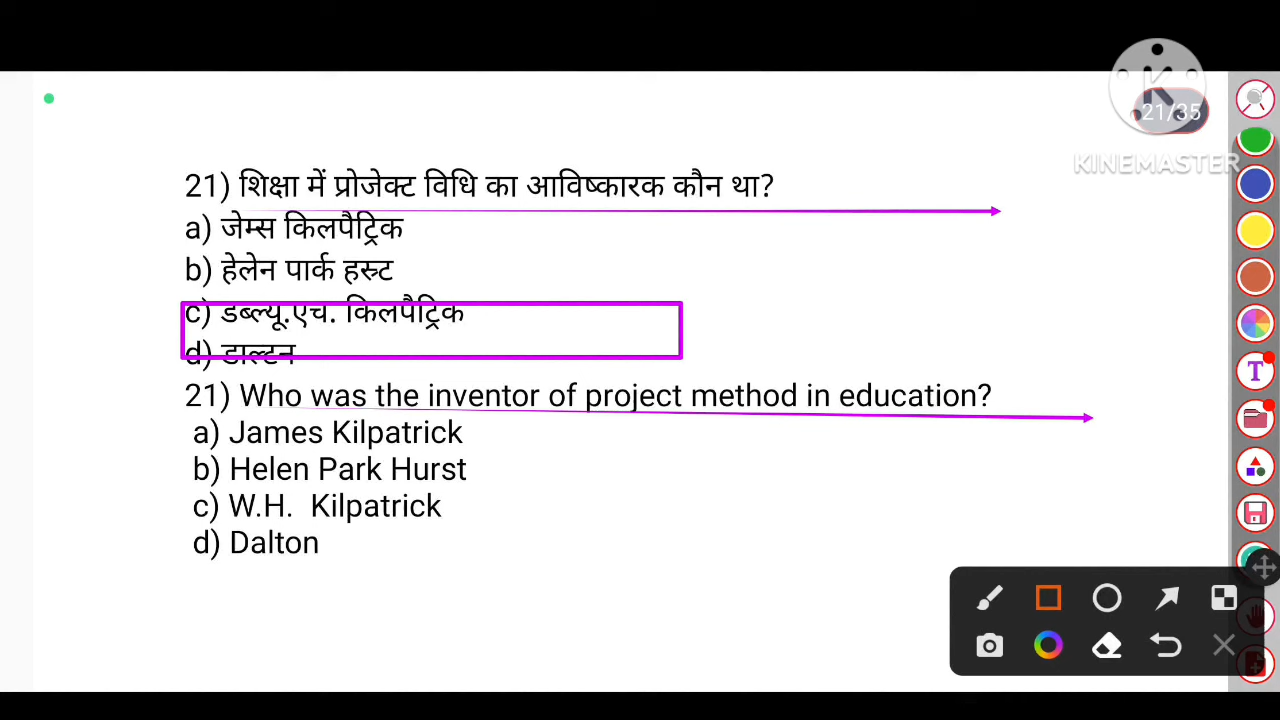 21/35
KINEMASTER
21) शिक्षा में प्रोजेक्ट विधि का आविष्कारक कौन था?
a) जेम्स किलपैट्रिक
b) हेलेन पार्क हर्स्ट
c) डब्ल्यू.एच. किलपैट्रिक
d) डाल्टन
21) Who was the inventor of project method in education?
a) James Kilpatrick
b) Helen Park Hurst
c) W.H. Kilpatrick
d) Dalton
T